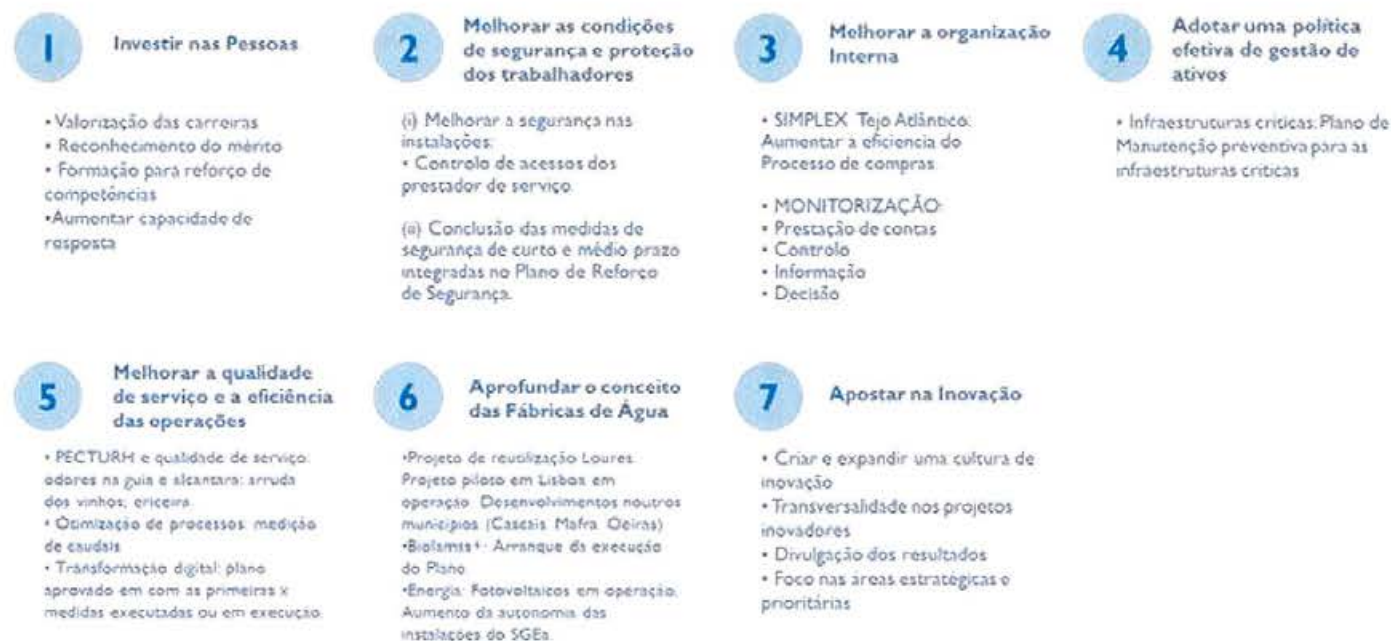 1
Investir nas Pessoas
• Valorização das carreiras
• Reconhecimento do mérito
• Formação para reforço de
competências
•Aumentar capacidade de
resposta
2
Melhorar as condições
de segurança e proteção
dos trabalhadores
(i) Melhorar a segurança nas
instalações:
• Controlo de acessos dos
prestador de serviço
(ii) Conclusão das medidas de
segurança de curto e médio prazo
integradas no Plano de Reforço
de Segurança.
3
Melhorar a organização
Interna
• SIMPLEX Tejo Atlântico:
Aumentar a eficiencia do
Processo de compras
• MONITORIZAÇÃO:
• Prestação de contas
• Controlo
• Informação
• Decisão
4
Adotar uma política
efetiva de gestão de
ativos
• Infraestruturas criticas: Plano de
Manutenção preventiva para as
infraestruturas criticas
5
Melhorar a qualidade
de serviço e a eficiência
das operações
• PECTURH e qualidade de serviço:
odores na guia e alcantara; arruda
dos vinhos; ericeira
• Otimização de processos: medição
de caudais
• Transformação digital: plano
aprovado em com as primeiras x
medidas executadas ou em execução.
6
Aprofundar o conceito
das Fábricas de Água
•Projeto de reutilização Loures.
Projeto piloto em Lisboa em
operação. Desenvolvimentos noutros
municípios (Cascais. Mafra. Oeiras)
•Biolamas+: Arranque da execução
do Plano
•Energia: Fotovoltaicos em operação.
Aumento da autonomia das
instalações do SGEa.
7
Apostar na Inovação
• Criar e expandir uma cultura de
inovação
• Transversalidade nos projetos
inovadores
• Divulgação dos resultados
• Foco nas áreas estratégicas e
prioritárias